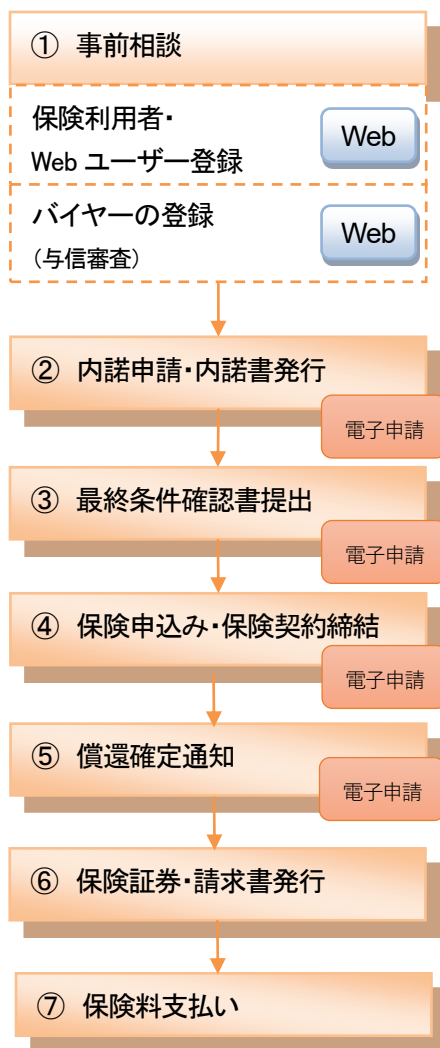 ① 事前相談
保険利用者・
Web ユーザー登録
Web
バイヤーの登録
(与信審査)
Web
② 内諾申請・内諾書発行
電子申請
③ 最終条件確認書提出
電子申請
④ 保険申込み・保険契約締結
電子申請
⑤ 償還確定通知
電子申請
⑥ 保険証券・請求書発行
⑦ 保険料支払い